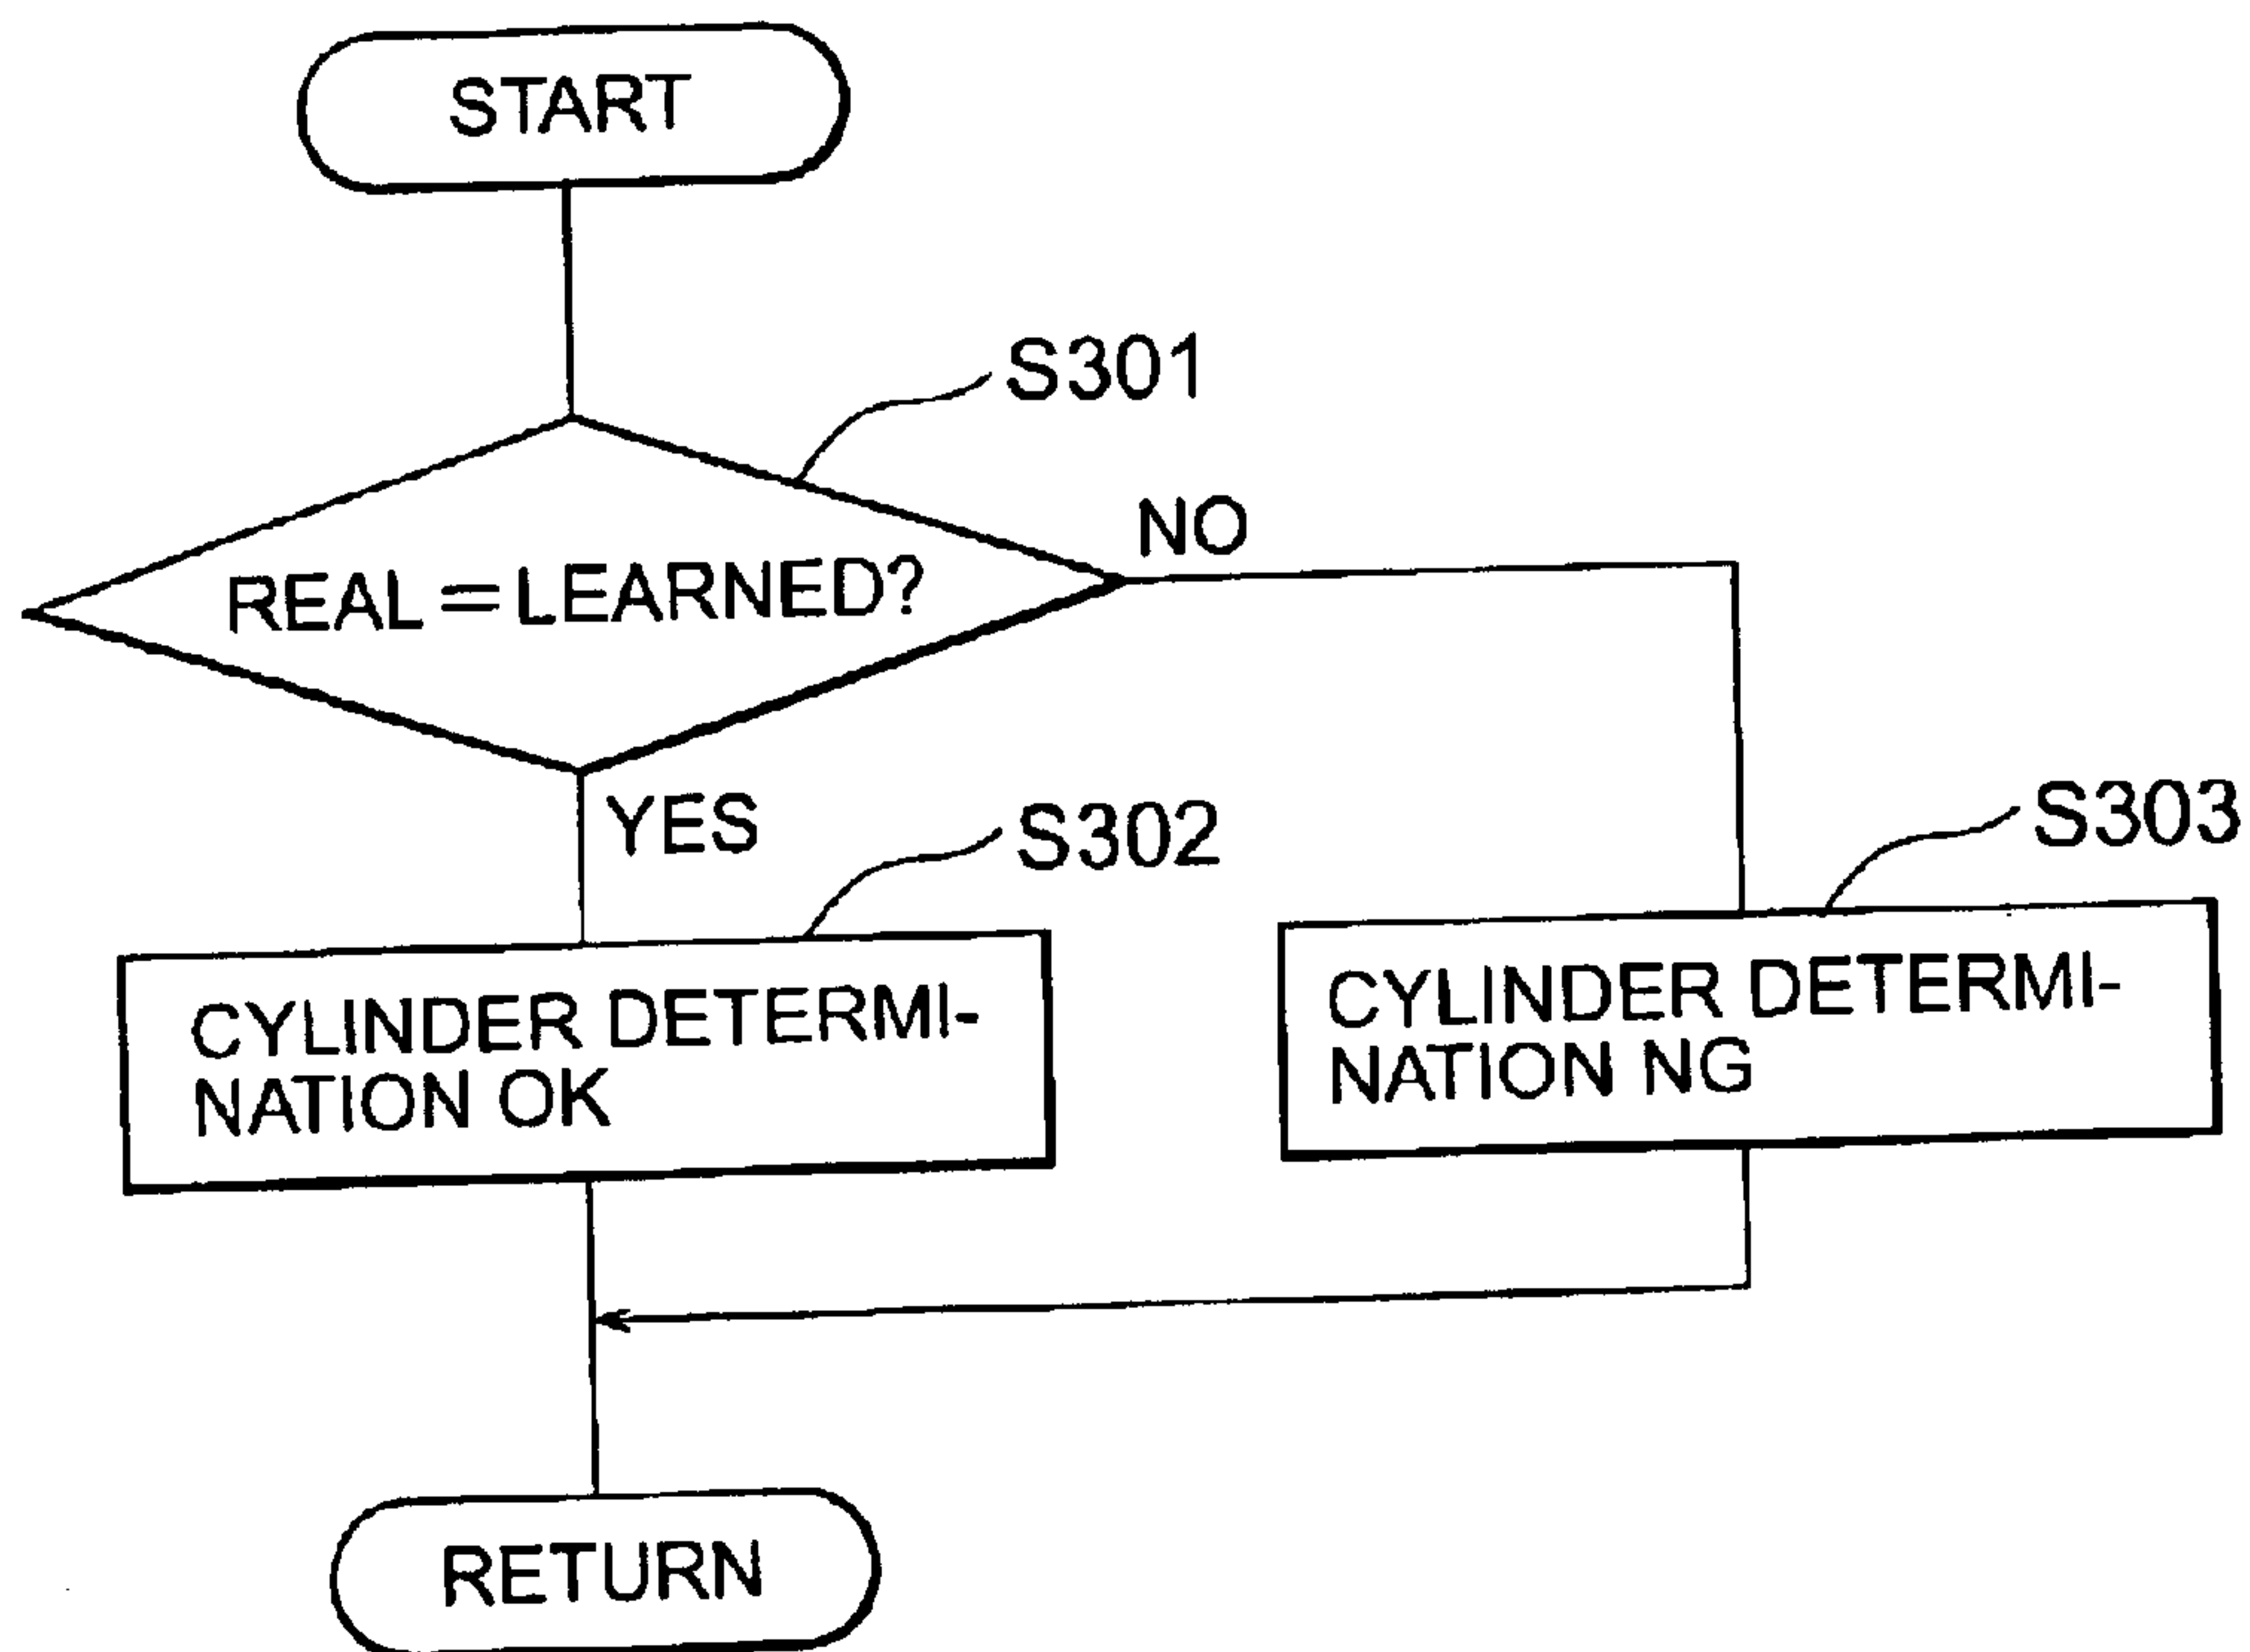 START
S301
NO
REAL=LEARNED?
YES
S302
S303
CYLINDER DETERMI-
NATION OK
CYLINDER DETERMI-
NATION NG
RETURN